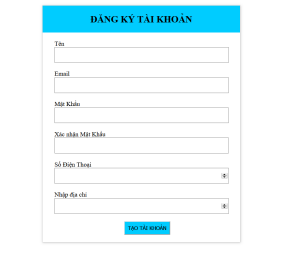 ĐĂNG KÝ TÀI KHOẢN
Tên
Email
Mật Khẩu
Xác nhận Mật Khẩu
Số Điện Thoại
Nhập địa chỉ
TẠO TÀI KHOẢN